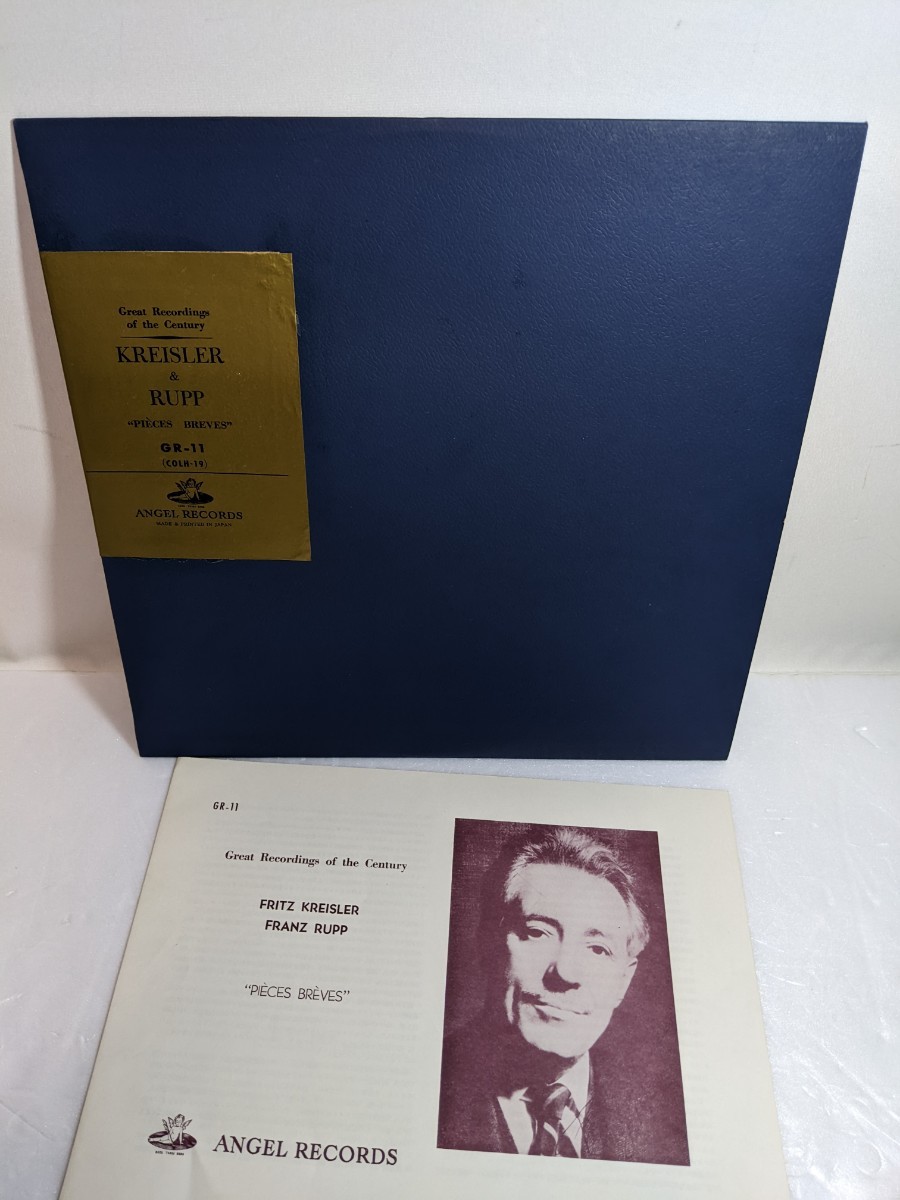 Great Recordings
of the Century
KREISLER
&
RUPP
“PIÈCES BREVES”
GR-11
(COLH-19)
ANGEL RECORDS
MADE & PRINTED IN JAPAN
GR-11
Great Recordings of the Century
FRITZ KREISLER
FRANZ RUPP
“PIÈCES BRÈVES”
ANGEL RECORDS